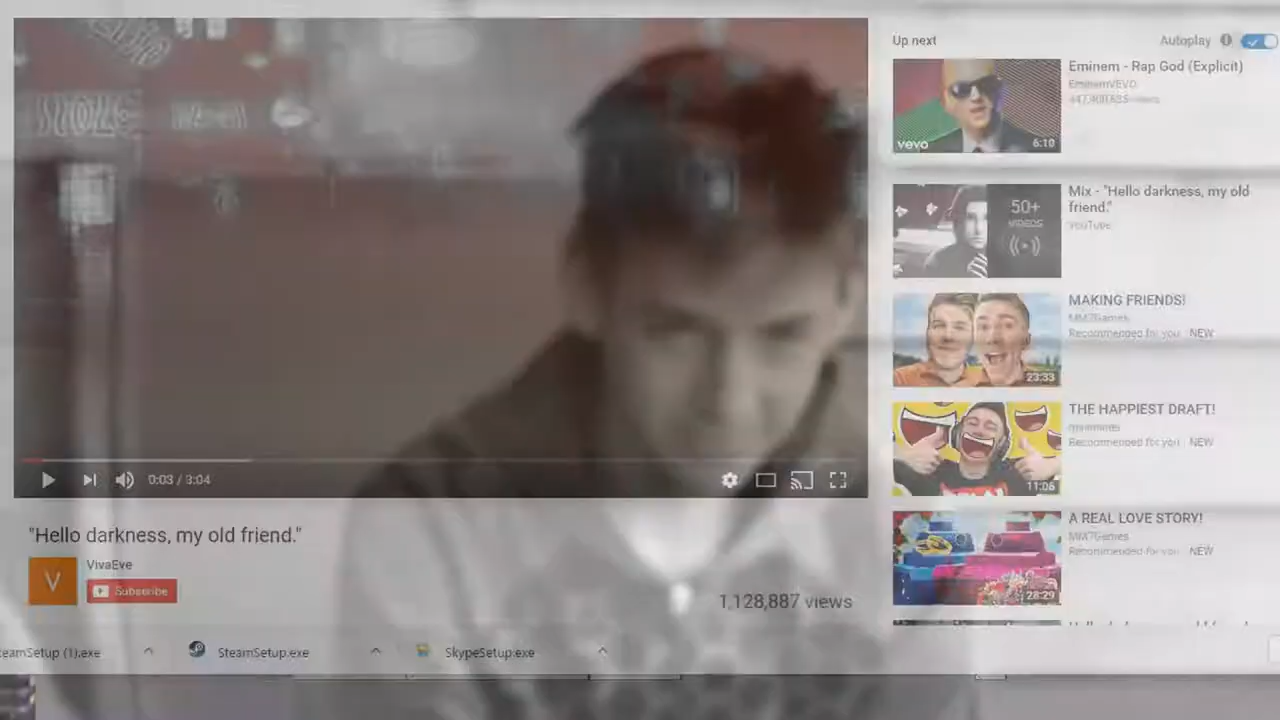 Up next
Autoplay
Eminem - Rap God (Explicit)
EminemVEVO
vevo
6:10
Mix - "Hello darkness, my old
friend."
YouTube
50+
VIDEOS
MAKING FRIENDS!
MM7Games
Recommended for you NEW
23:33
THE HAPPIEST DRAFT!
Recommended for you NEW
11:06
A REAL LOVE STORY!
MM7Games
Recommended for you NEW
28:29
0:03 / 3:04
"Hello darkness, my old friend."
V
VivaEve
Subscribe
1,128,887 views
eamSetup (1).exe
SteamSetup.exe
SkypeSetup.exe